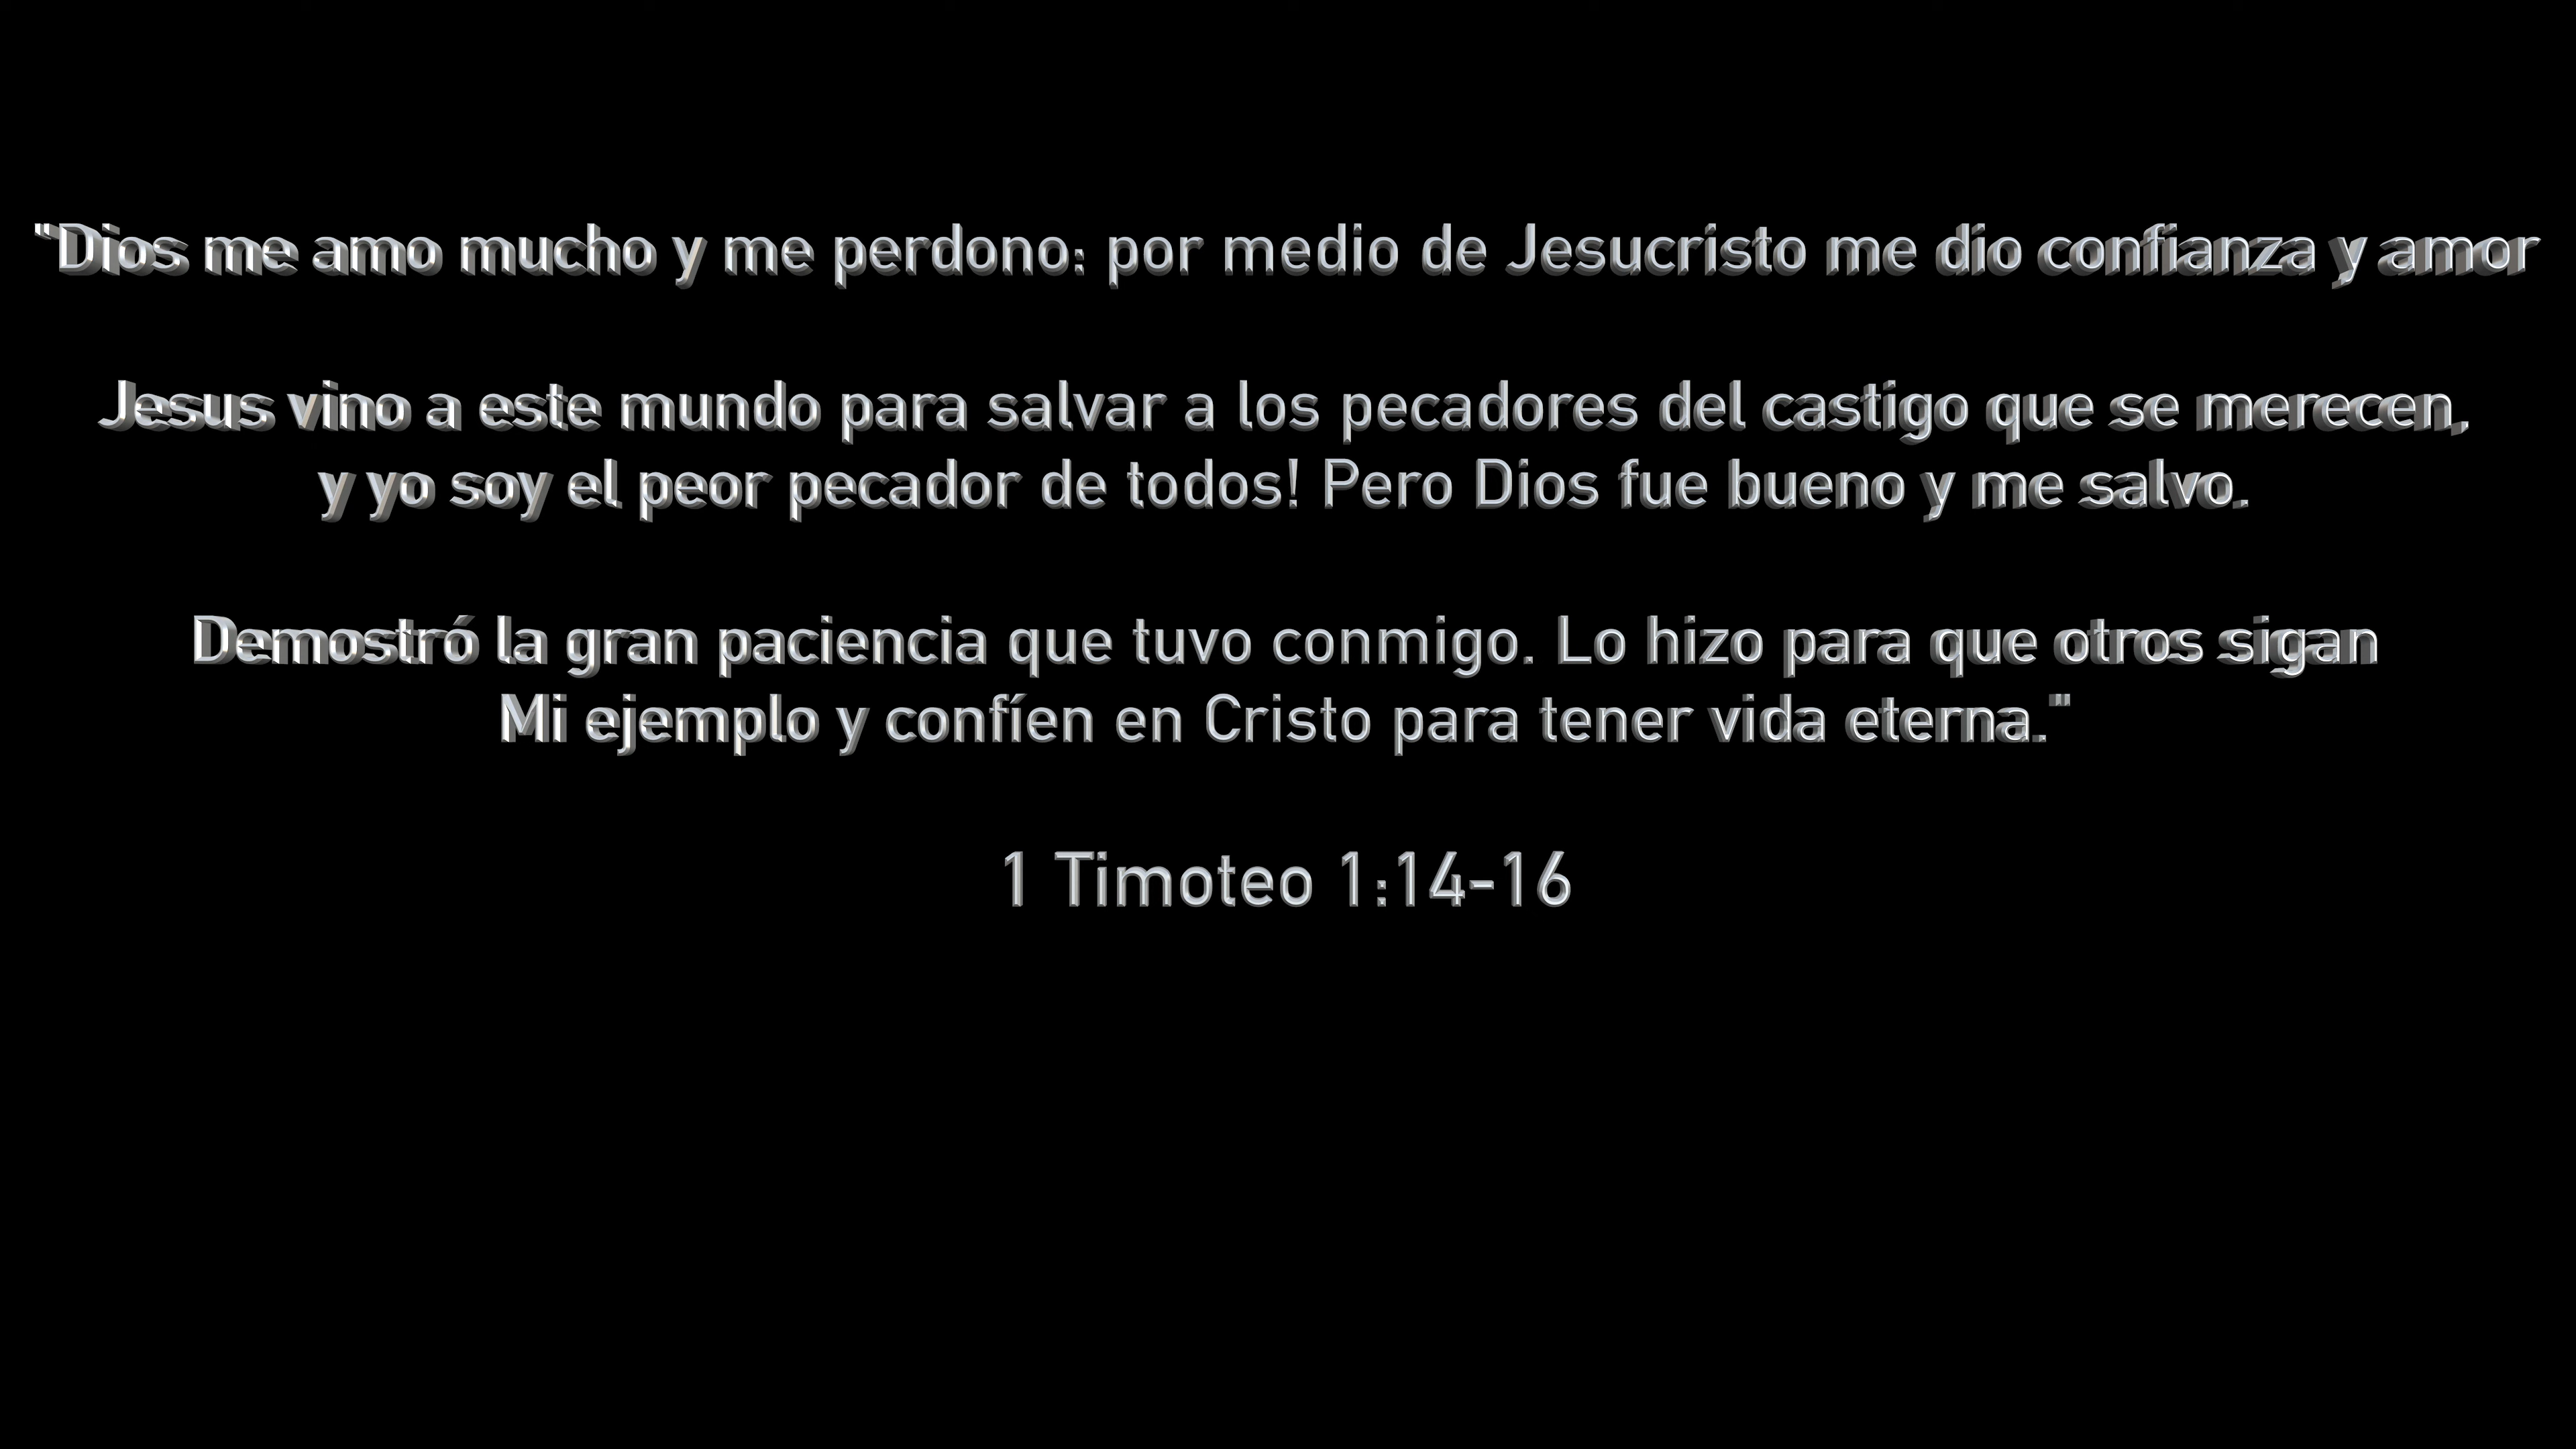 "Dios me amo mucho y me perdono: por medio de Jesucristo me dío confianza y amor
Jesus vino a este mundo para salvar a los pecadores del castigo que se merecen,
y yo soy el peor pecador de todos! Pero Dios fue bueno y me salvo.
Demostró la gran paciencia que tuvo conmigo. Lo hizo para que otros sigan
Mi ejemplo y confíen en Cristo para tener vida eterna."
1 Timoteo 1:14-16